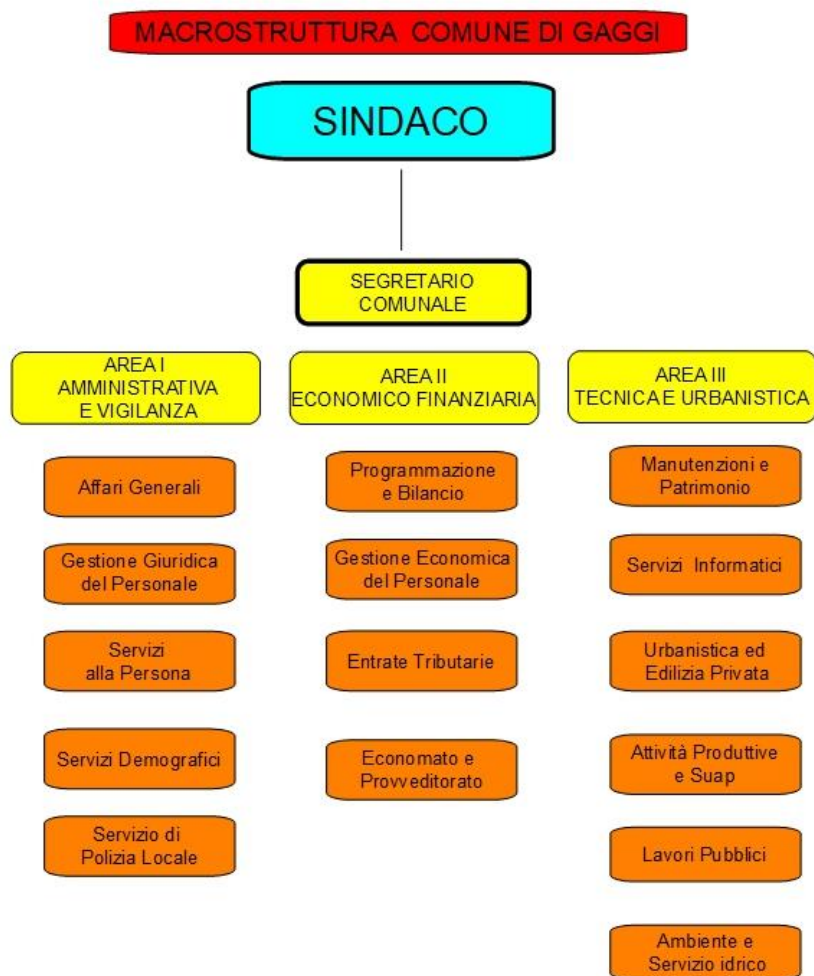 MACROSTRUTTURA COMUNE DI GAGGI
SINDACO
SEGRETARIO
COMUNALE
AREA I
AMMINISTRATIVA
E VIGILANZA
Affari Generali
Gestione Giuridica
del Personale
Servizi
alla Persona
Servizi Demografici
Servizio di
Polizia Locale
AREA II
ECONOMICO FINANZIARIA
Programmazione
e Bilancio
Gestione Economica
del Personale
Entrate Tributarie
Economato e
Provveditorato
AREA III
TECNICA E URBANISTICA
Manutenzioni e
Patrimonio
Servizi Informatici
Urbanistica ed
Edilizia Privata
Attività Produttive
e Suap
Lavori Pubblici
Ambiente e
Servizio idrico